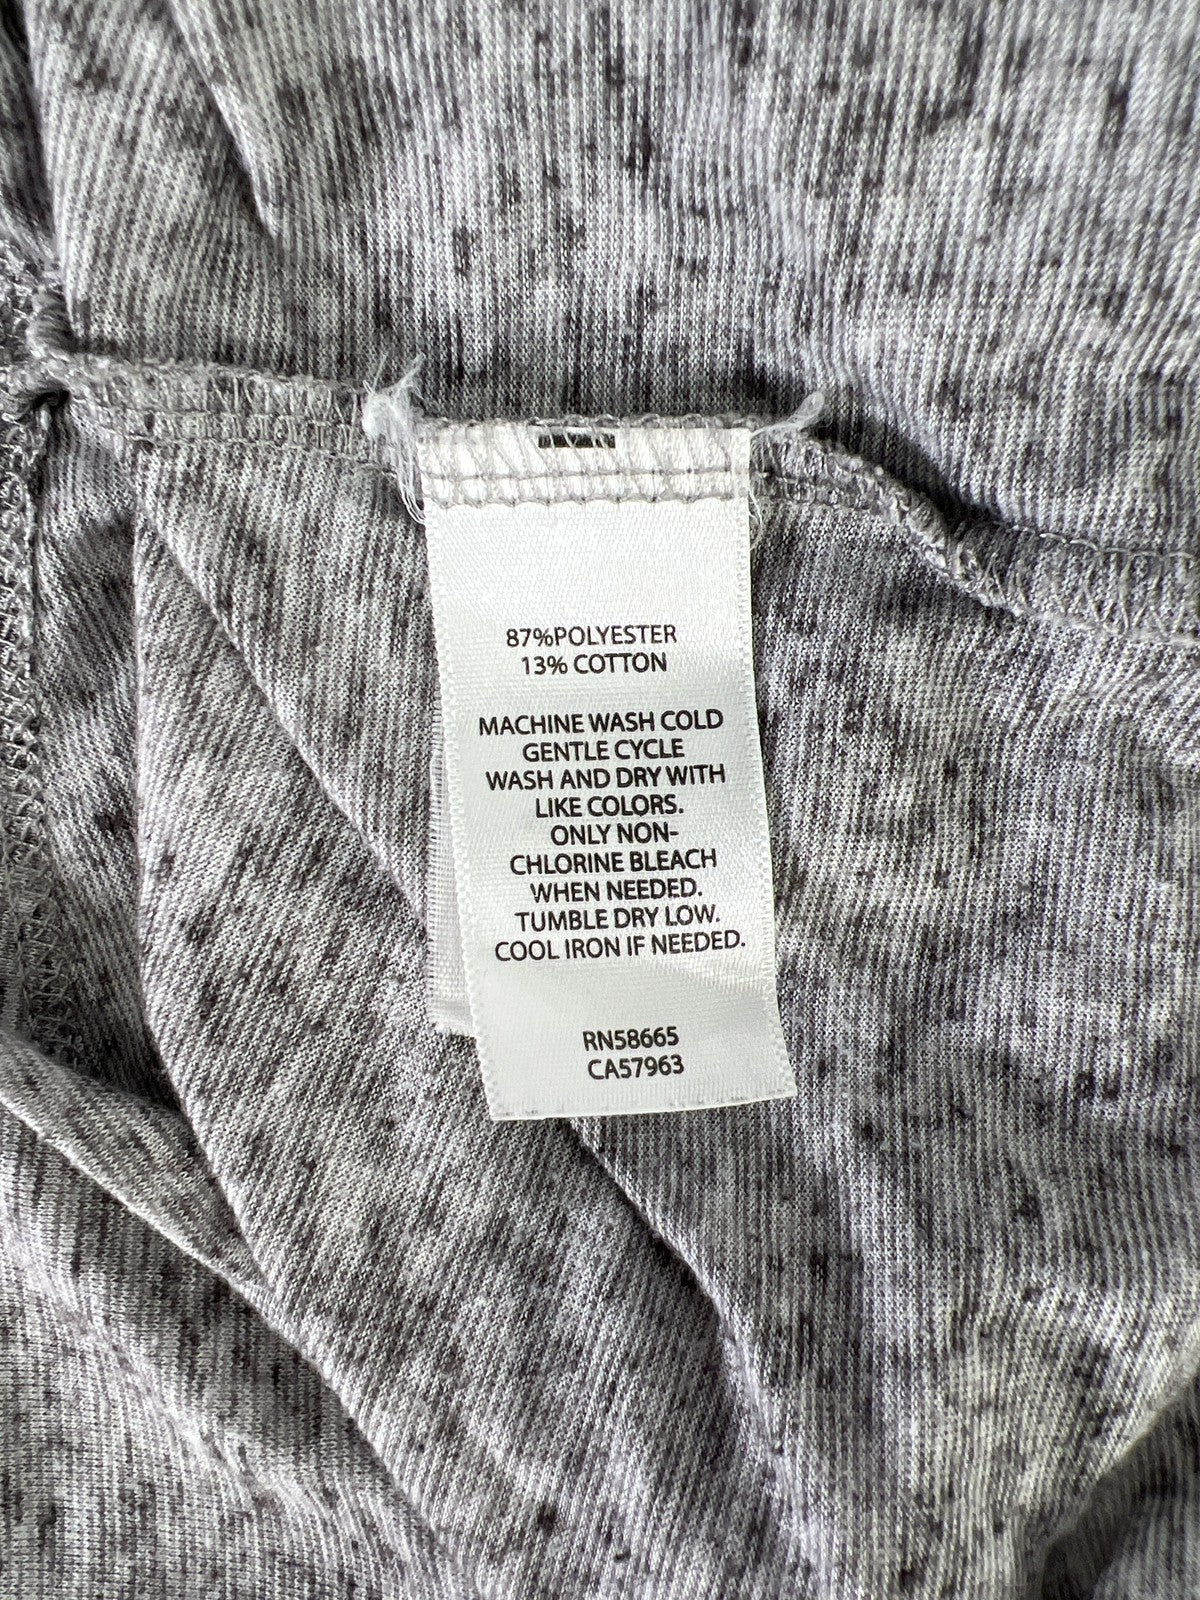 87%POLYESTER
13% COTTON
MACHINE WASH COLD
GENTLE CYCLE
WASH AND DRY WITH
LIKE COLORS.
ONLY NON-
CHLORINE BLEACH
WHEN NEEDED.
TUMBLE DRY LOW.
COOL IRON IF NEEDED.
RN58665
CA57963